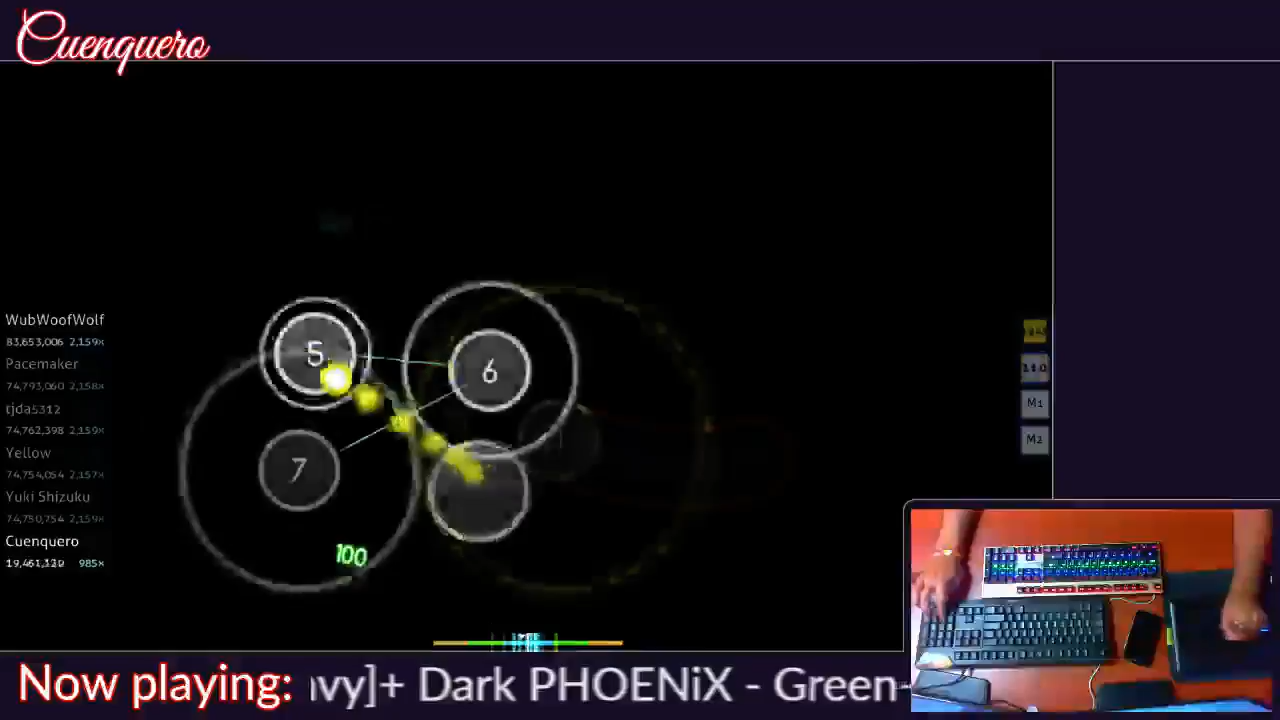 Cuenquero
WubWoofWolf
83,653,006 2,159x
Pacemaker
74,793,060 2,158x
tjda5312
74,762,398 2,159x
Yellow
74,754,054 2,157x
Yuki Shizuku
74,750,754 2,159x
Cuenquero
985x
5
6
7
100
M1
M2
Now playing: vy]+ Dark PHOENiX - Green-